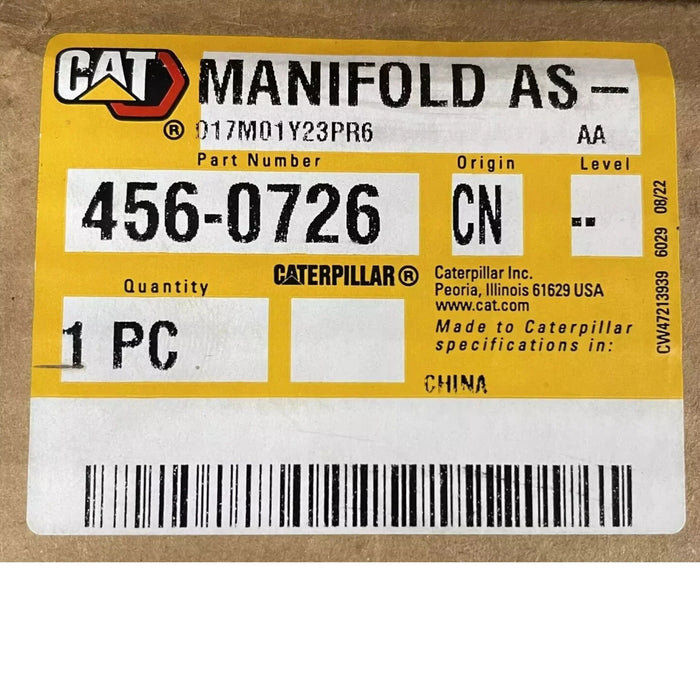 CAT
MANIFOLD AS-
® 017M01Y23PR6 AA
Part Number Origin Level
456-0726 CN --
Quantity
1 PC
CATERPILLAR®
Caterpillar Inc.
Peoria, Illinois 61629 USA
www.cat.com
Made to Caterpillar
specifications in:
CHINA
CW47213939 6029 08/22